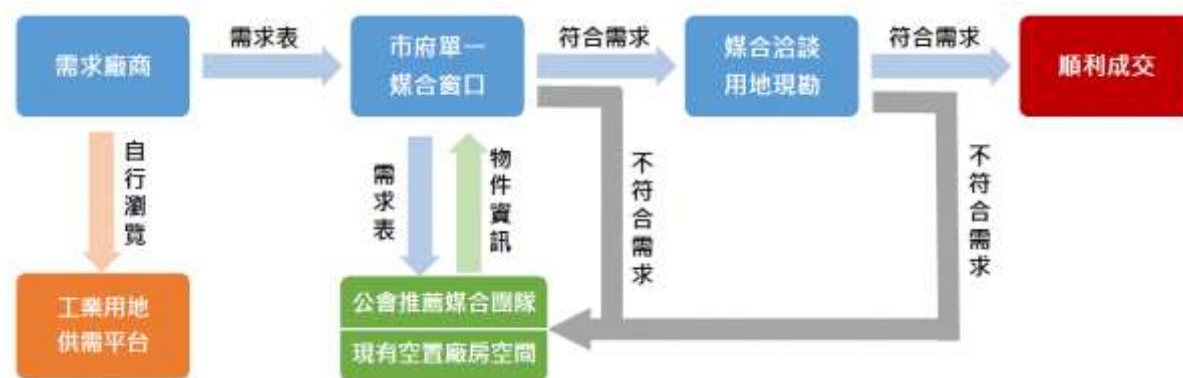 需求廠商
需求表
市府單一
媒合窗口
符合需求
媒合洽談
用地現勘
符合需求
順利成交
自行瀏覽
需求表
物件資訊
不符合需求
不符合需求
工業用地
供需平台
公會推薦媒合團隊
現有空置廠房空間